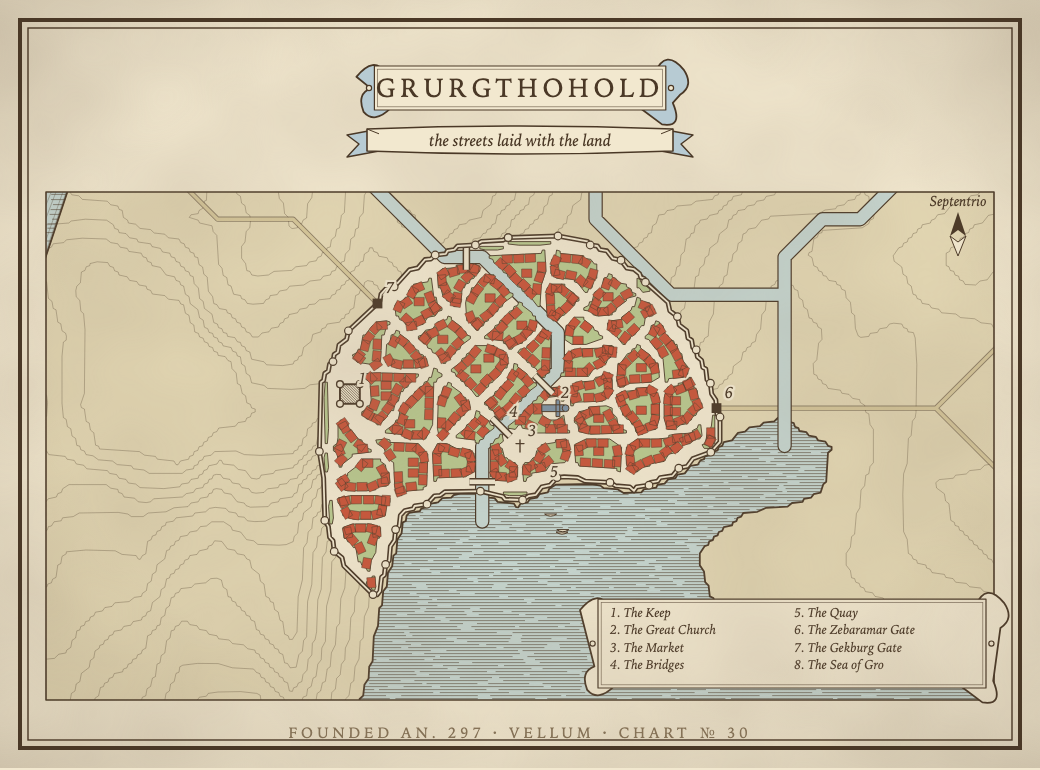 GRURGTHOHOLD
the streets laid with the land
Septentrio
7
1
6
2
4
3
5
1. The Keep
2. The Great Church
3. The Market
4. The Bridges
5. The Quay
6. The Zebaramar Gate
7. The Gekburg Gate
8. The Sea of Gro
FOUNDED AN. 297 · VELLUM · CHART № 30